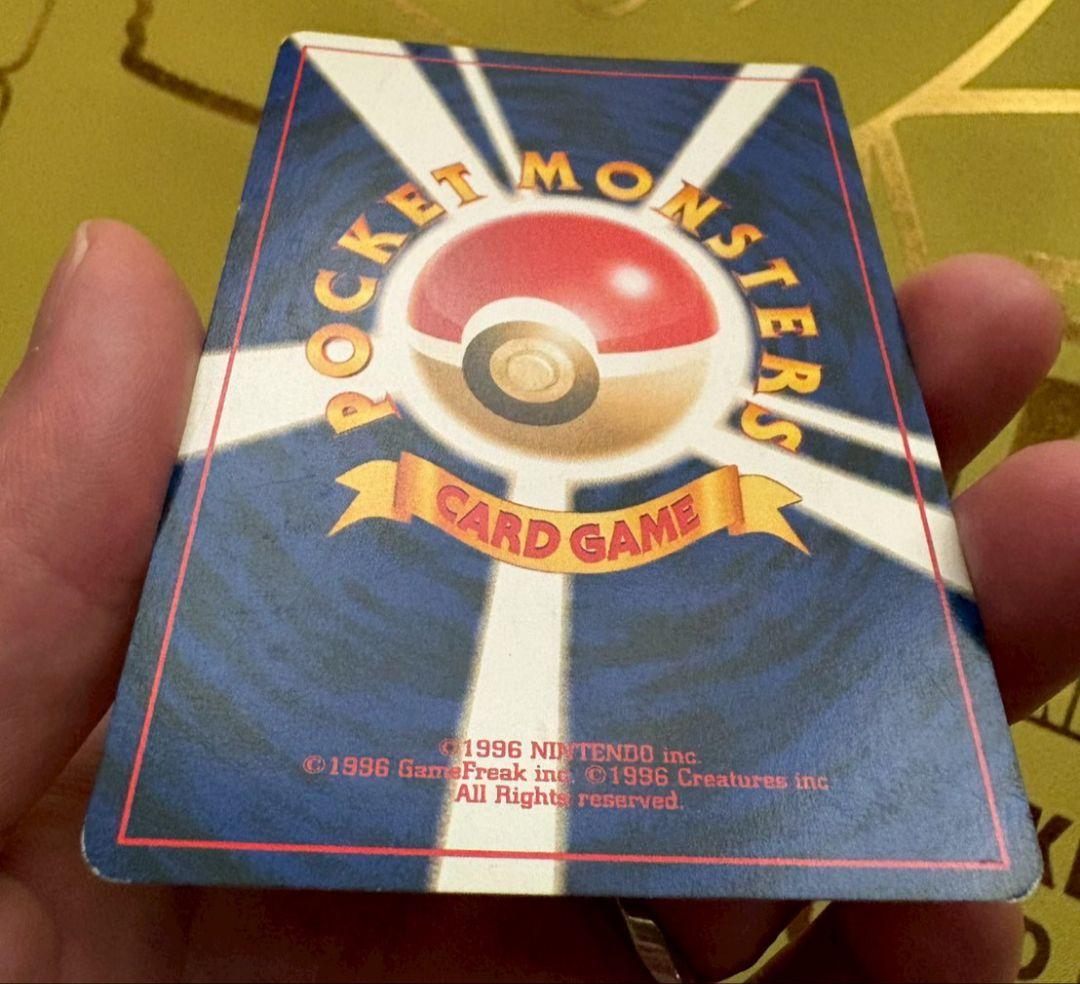 POCKET MONSTERS
CARD GAME
©1996 NINTENDO inc.
©1996 GameFreak inc. ©1996 Creatures inc
All Rights reserved.